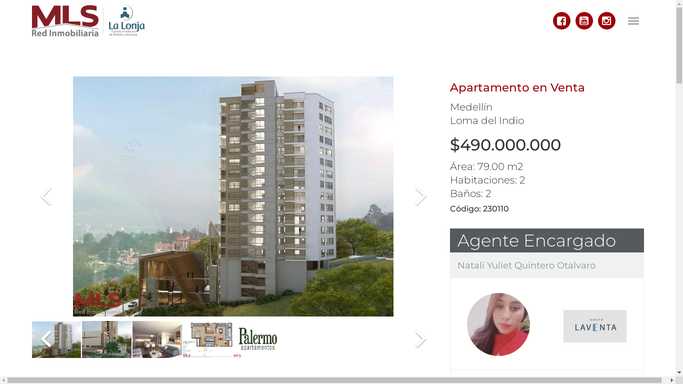 MLS
Red Inmobiliaria
La Lonja
Apartamento en Venta
Medellín
Loma del Indio
$490.000.000
Área: 79.00 m2
Habitaciones: 2
Baños: 2
Código: 230110
Agente Encargado
Natali Yuliet Quintero Otalvaro
MLS
LAVENTA
Palermo
apartamentos